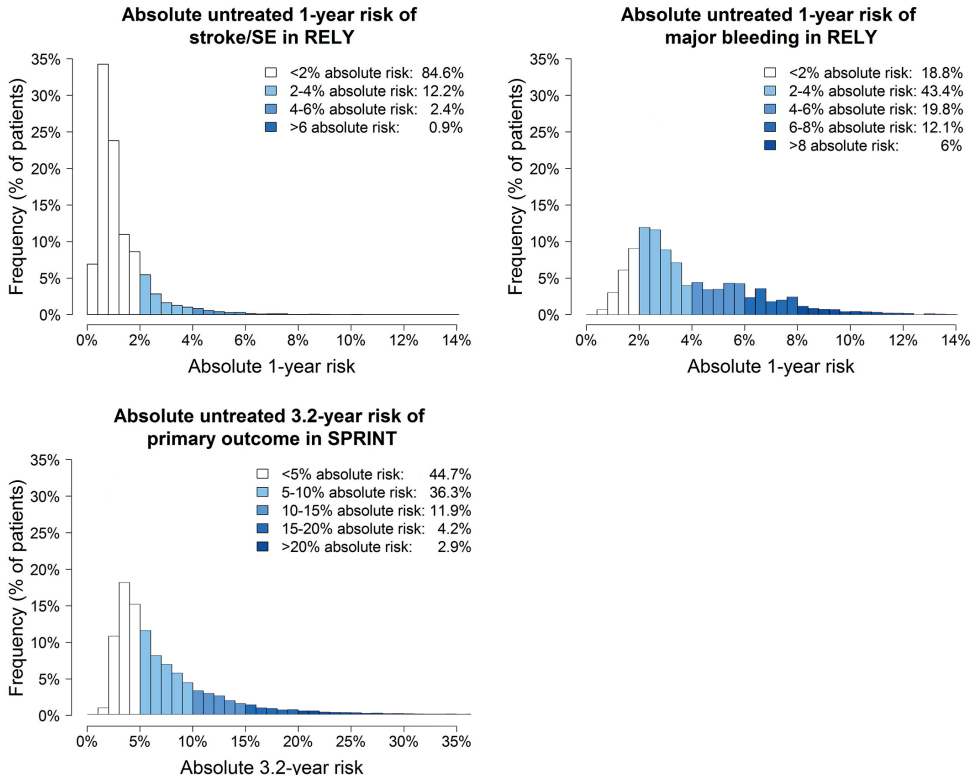 Absolute untreated 1-year risk of
stroke/SE in RELY
35%
30%
25%
20%
15%
10%
5%
0%
Frequency (% of patients)
<2% absolute risk: 84.6%
2-4% absolute risk: 12.2%
4-6% absolute risk: 2.4%
>6 absolute risk: 0.9%
0% 2% 4% 6% 8% 10% 12% 14%
Absolute 1-year risk
Absolute untreated 1-year risk of
major bleeding in RELY
35%
30%
25%
20%
15%
10%
5%
0%
Frequency (% of patients)
<2% absolute risk: 18.8%
2-4% absolute risk: 43.4%
4-6% absolute risk: 19.8%
6-8% absolute risk: 12.1%
>8 absolute risk: 6%
0% 2% 4% 6% 8% 10% 12% 14%
Absolute 1-year risk
Absolute untreated 3.2-year risk of
primary outcome in SPRINT
35%
30%
25%
20%
15%
10%
5%
0%
Frequency (% of patients)
<5% absolute risk: 44.7%
5-10% absolute risk: 36.3%
10-15% absolute risk: 11.9%
15-20% absolute risk: 4.2%
>20% absolute risk: 2.9%
0% 5% 10% 15% 20% 25% 30% 35%
Absolute 3.2-year risk